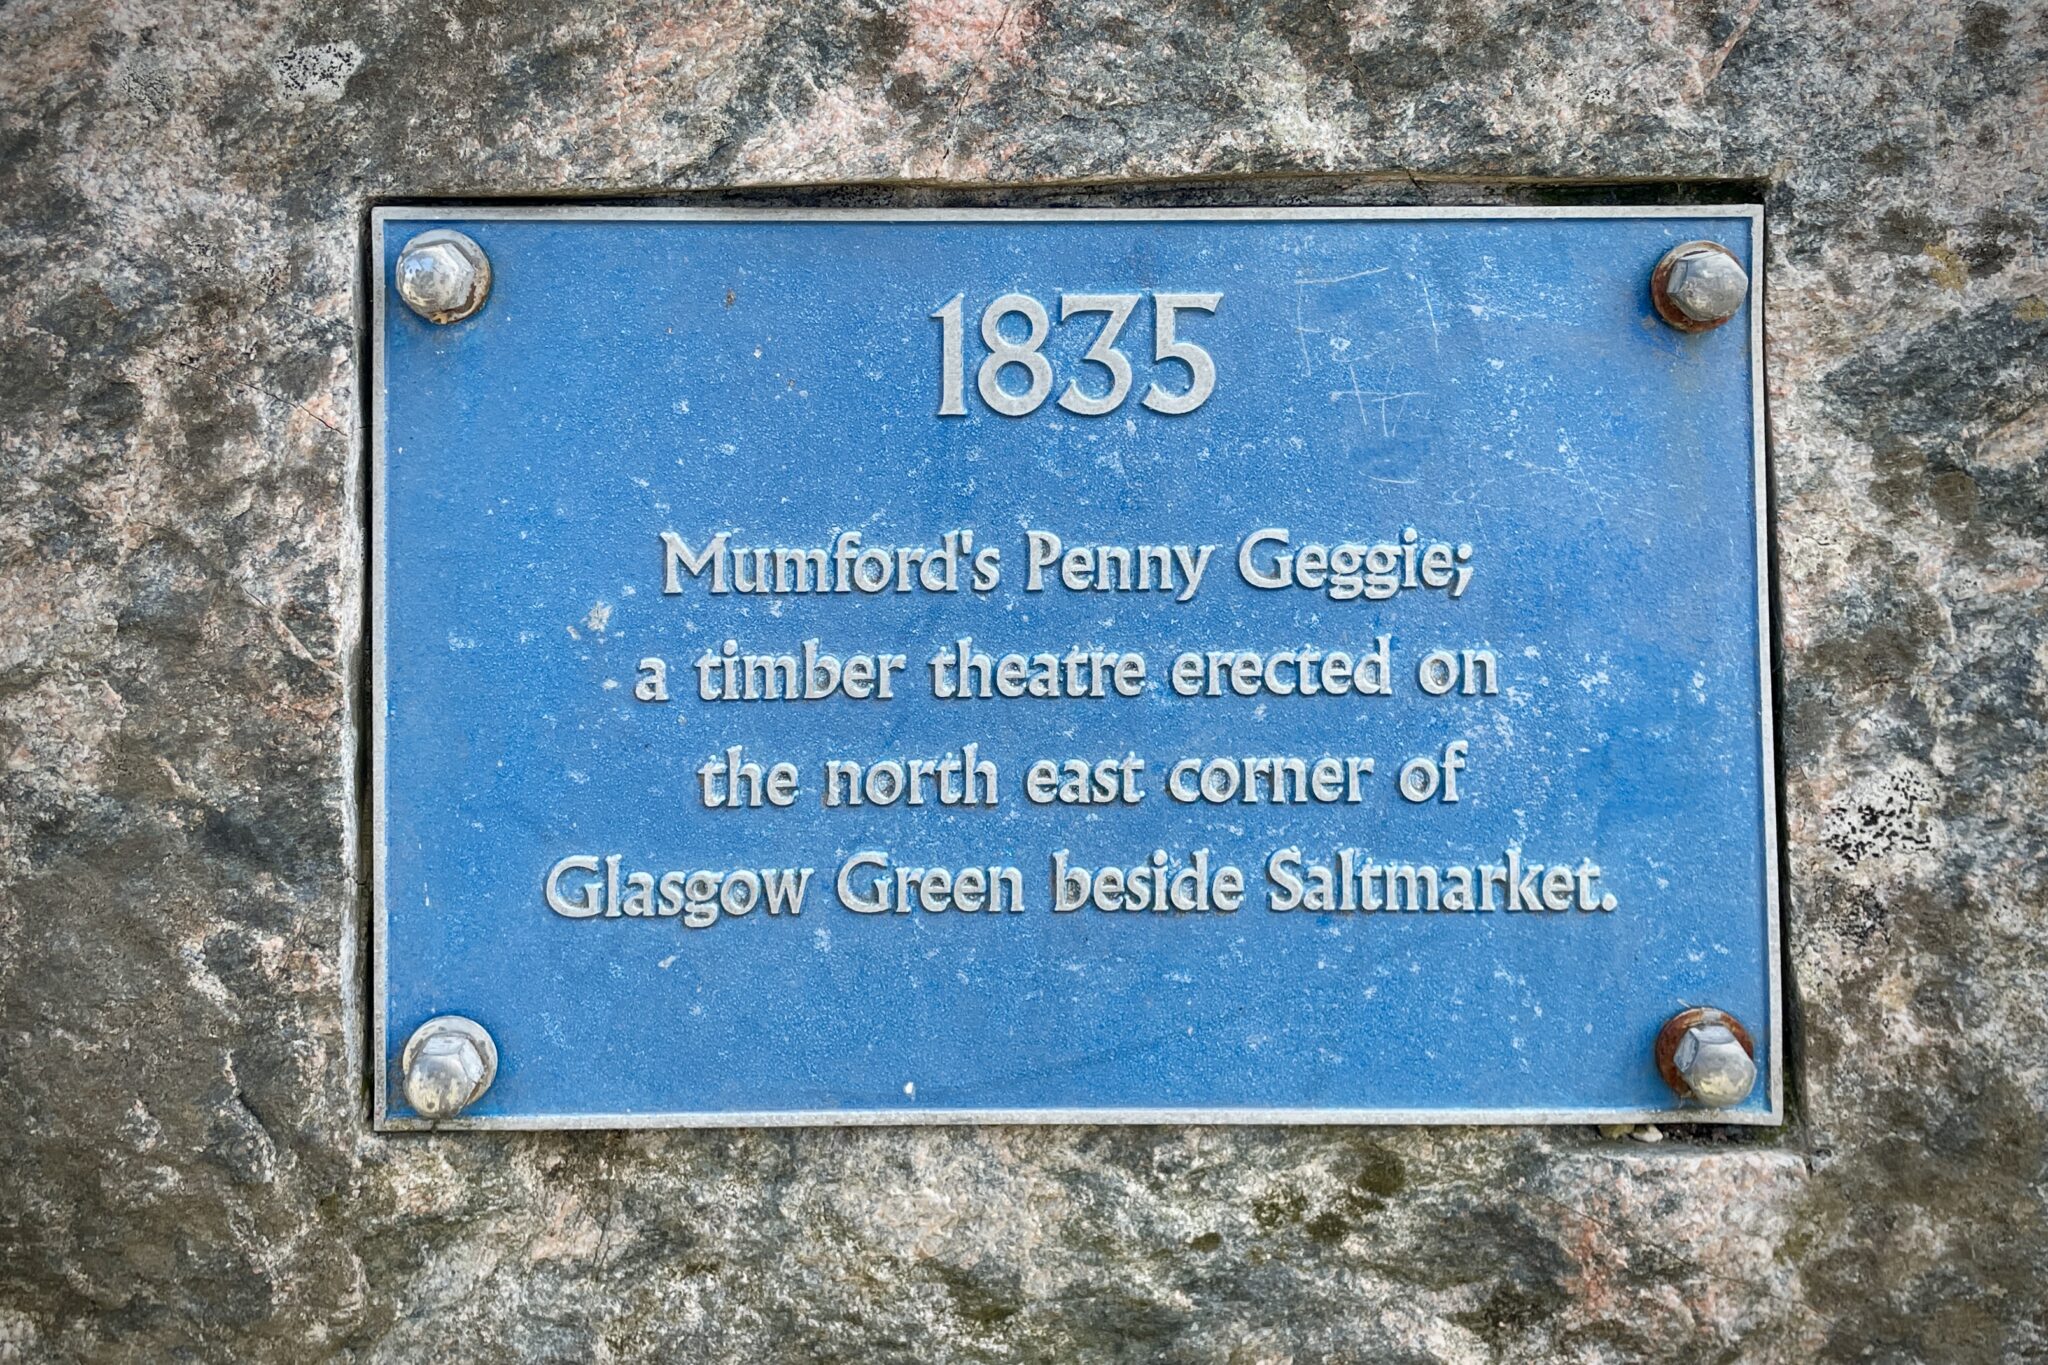 1835
Mumford's Penny Geggie;
a timber theatre erected on
the north east corner of
Glasgow Green beside Saltmarket.